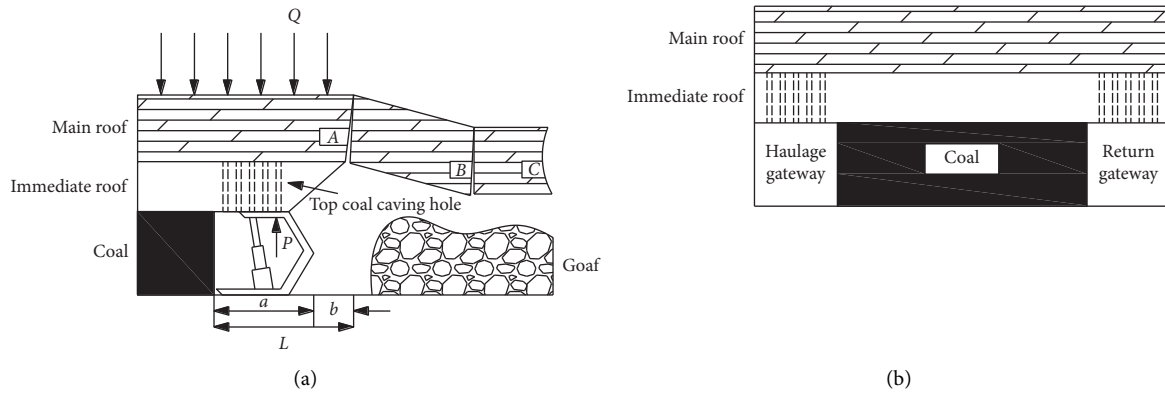 Q
Main roof
A
B
C
Immediate roof
Top coal caving hole
P
Coal
Goaf
a
b
L
(a)
Main roof
Immediate roof
Haulage
gateway
Coal
Return
gateway
(b)